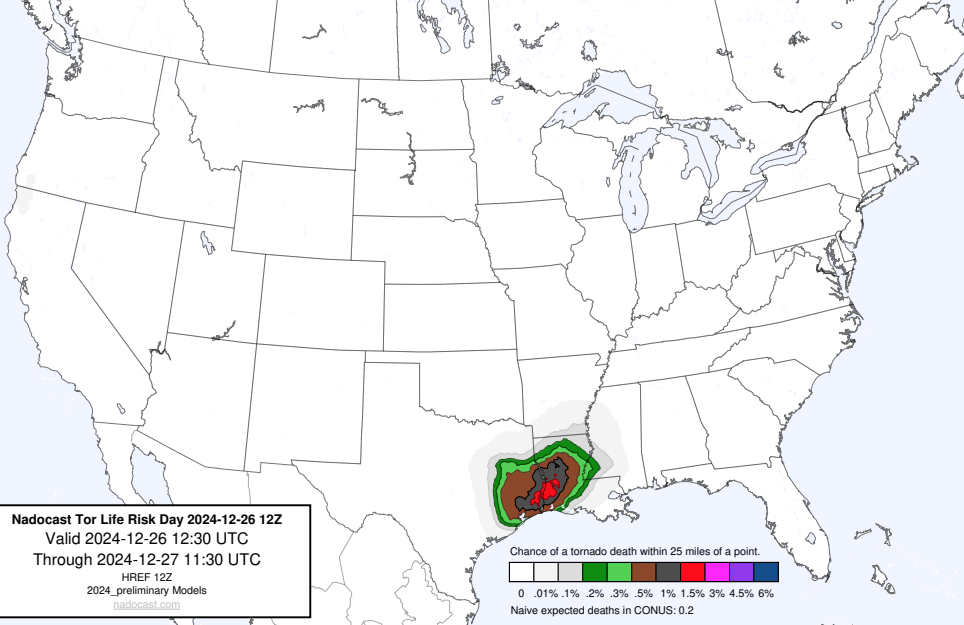 Nadocast Tor Life Risk Day 2024-12-26 12Z
Valid 2024-12-26 12:30 UTC
Through 2024-12-27 11:30 UTC
HREF 12Z
2024_preliminary Models
nadocast.com
Chance of a tornado death within 25 miles of a point.
0 .01% .1% .2% .3% .5% 1% 1.5% 3% 4.5% 6%
Naive expected deaths in CONUS: 0.2